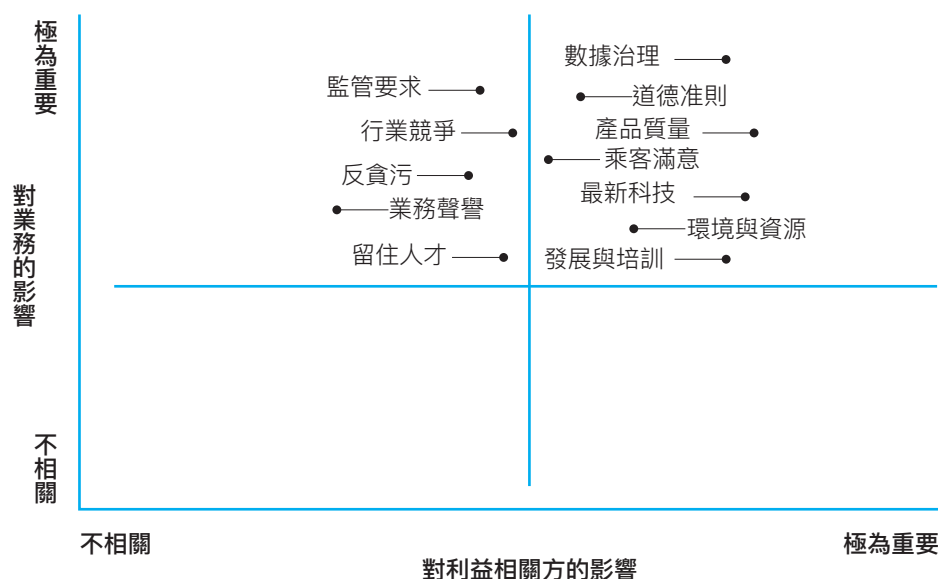 極為重要
對業務的影響
不相關
監管要求
行業競爭
反貪污
業務聲譽
留住人才
數據治理
道德准則
產品質量
乘客滿意
最新科技
環境與資源
發展與培訓
不相關
極為重要
對利益相關方的影響